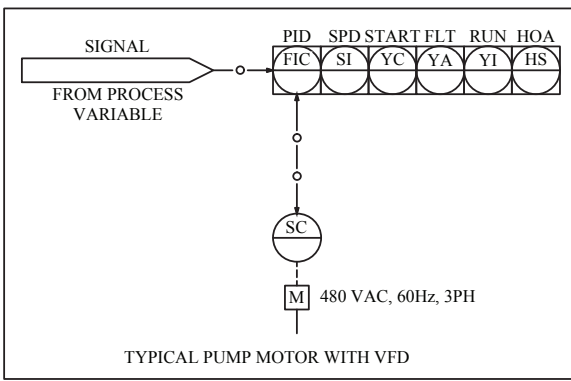 PID SPD START FLT RUN HOA
SIGNAL
FIC SI YC YA YI HS
FROM PROCESS
VARIABLE
SC
M 480 VAC, 60Hz, 3PH
TYPICAL PUMP MOTOR WITH VFD